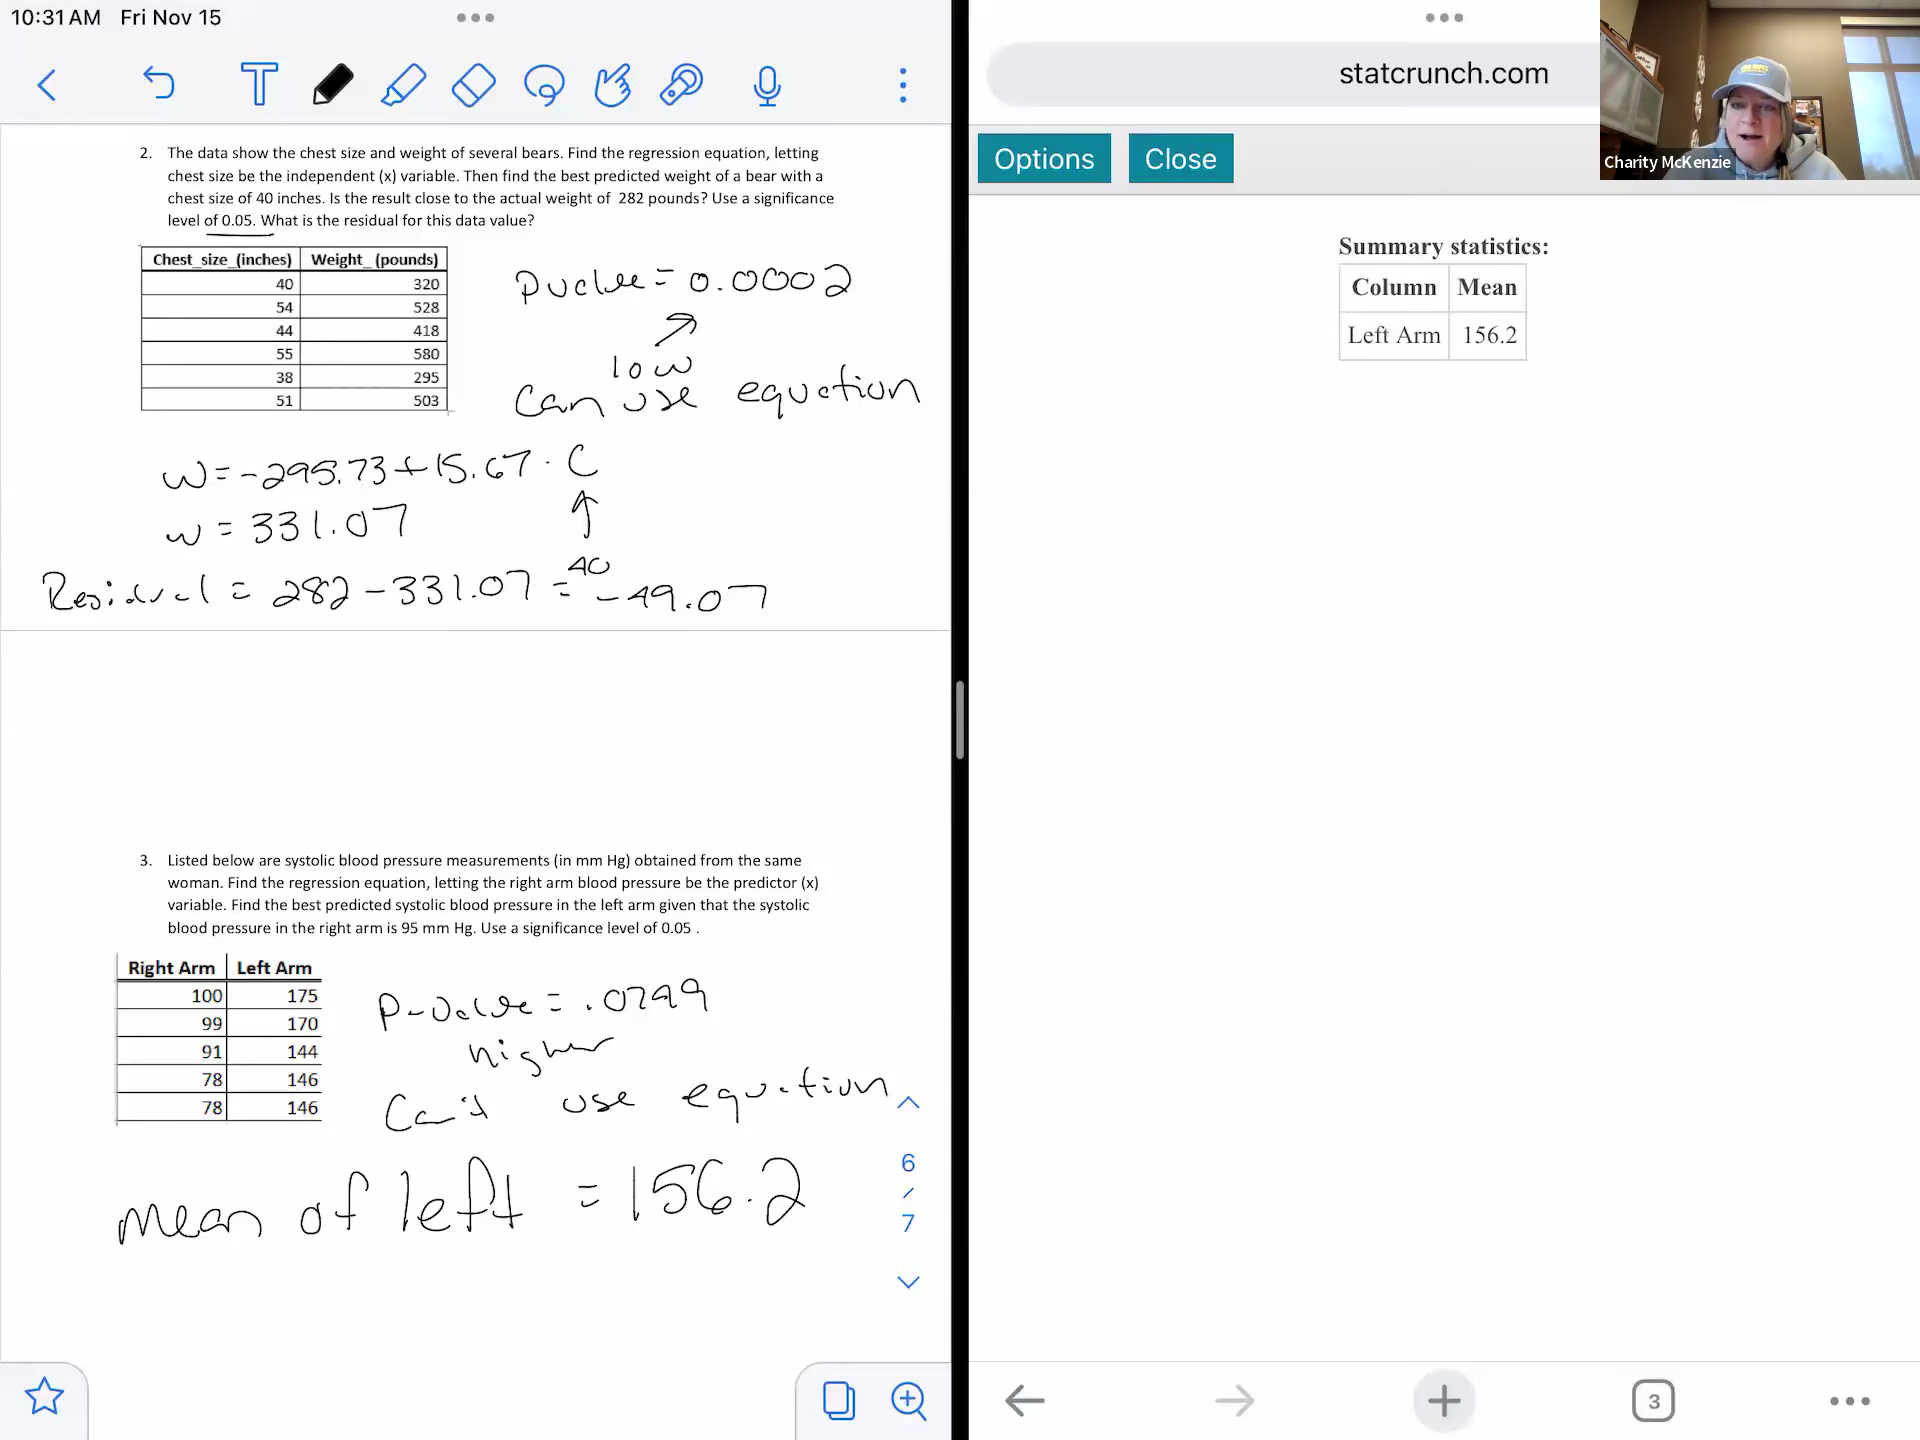 10:31 AM Fri Nov 15
statcrunch.com
Options Close
Charity McKenzie
2. The data show the chest size and weight of several bears. Find the regression equation, letting
chest size be the independent (x) variable. Then find the best predicted weight of a bear with a
chest size of 40 inches. Is the result close to the actual weight of 282 pounds? Use a significance
level of 0.05. What is the residual for this data value?
Chest_size_(inches) Weight_ (pounds)
40 320
54 528
44 418
55 580
38 295
51 503
Pvalue = 0.0002
low
Can use equation
w = -295.73 + 15.67 · C
w = 331.07
40
Residual = 282 - 331.07 = -49.07
3. Listed below are systolic blood pressure measurements (in mm Hg) obtained from the same
woman. Find the regression equation, letting the right arm blood pressure be the predictor (x)
variable. Find the best predicted systolic blood pressure in the left arm given that the systolic
blood pressure in the right arm is 95 mm Hg. Use a significance level of 0.05 .
Right Arm Left Arm
100 175
99 170
91 144
78 146
78 146
P-value = .0799
higher
Can't use equation
mean of left = 156.2
6
/
7
Summary statistics:
Column Mean
Left Arm 156.2
3